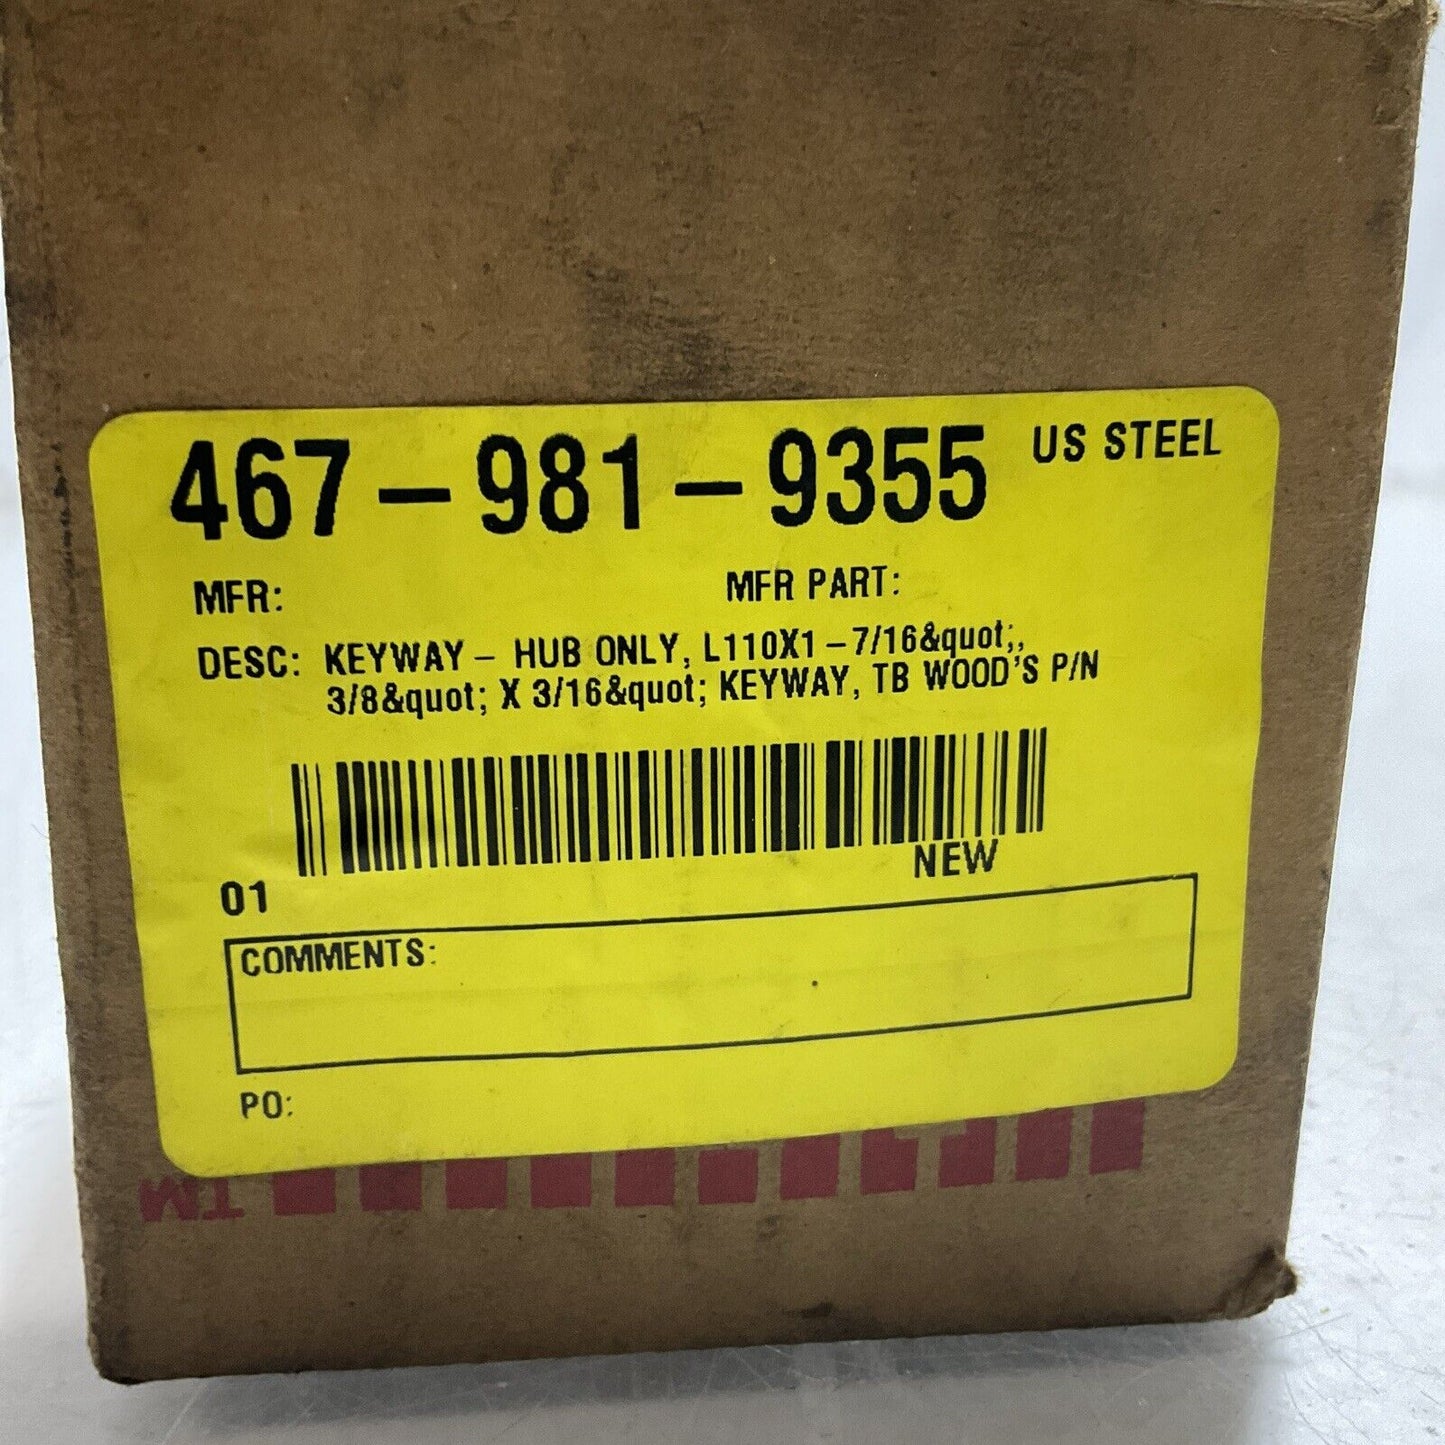 467-981-9355 US STEEL
MFR: MFR PART:
DESC: KEYWAY- HUB ONLY, L110X1-7/16&quot;,
3/8&quot; X 3/16&quot; KEYWAY, TB WOOD'S P/N
NEW
01
COMMENTS:
PO:
TM